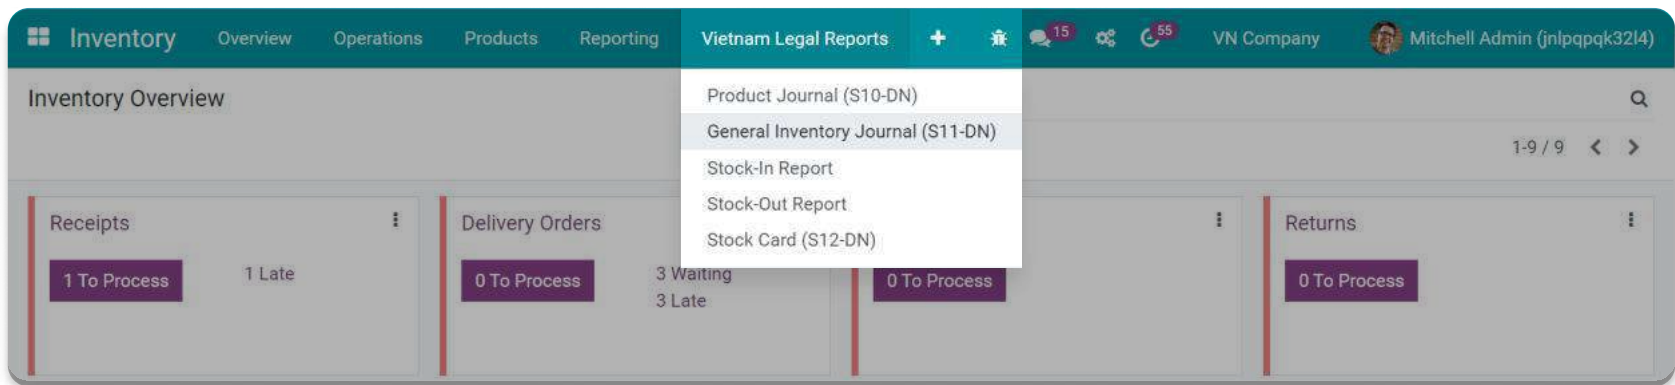 Inventory Overview Operations Products Reporting Vietnam Legal Reports 15 55 VN Company Mitchell Admin (jnlpqpqk32l4)
Inventory Overview
Product Journal (S10-DN)
General Inventory Journal (S11-DN)
1-9 / 9
Stock-In Report
Stock-Out Report
Stock Card (S12-DN)
Receipts
1 To Process 1 Late
Delivery Orders
0 To Process 3 Waiting
3 Late
0 To Process
Returns
0 To Process